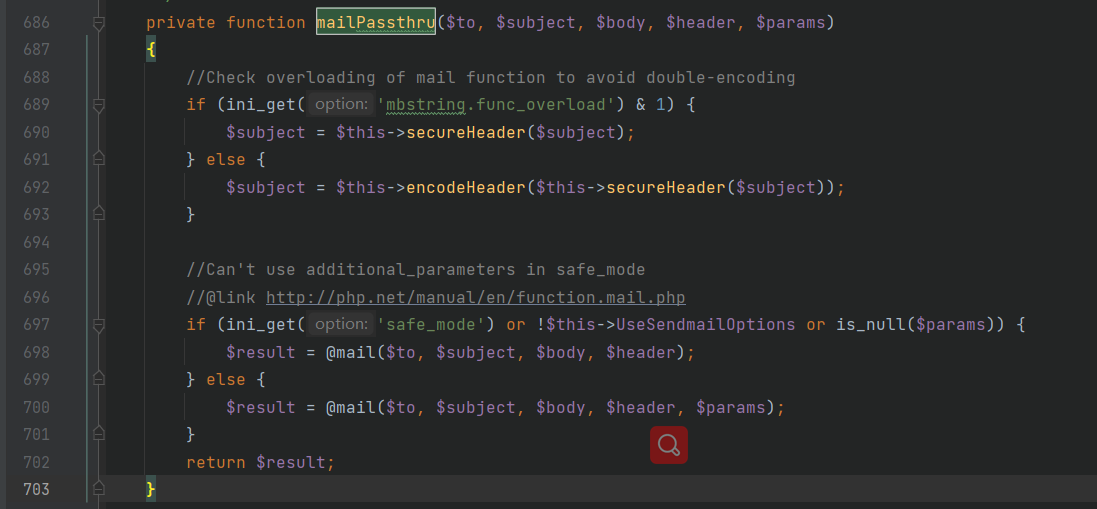 686 private function mailPassthru($to, $subject, $body, $header, $params)
687 {
688 //Check overloading of mail function to avoid double-encoding
689 if (ini_get( option: 'mbstring.func_overload') & 1) {
690 $subject = $this->secureHeader($subject);
691 } else {
692 $subject = $this->encodeHeader($this->secureHeader($subject));
693 }
694
695 //Can't use additional_parameters in safe_mode
696 //@link http://php.net/manual/en/function.mail.php
697 if (ini_get( option: 'safe_mode') or !$this->UseSendmailOptions or is_null($params)) {
698 $result = @mail($to, $subject, $body, $header);
699 } else {
700 $result = @mail($to, $subject, $body, $header, $params);
701 }
702 return $result;
703 }